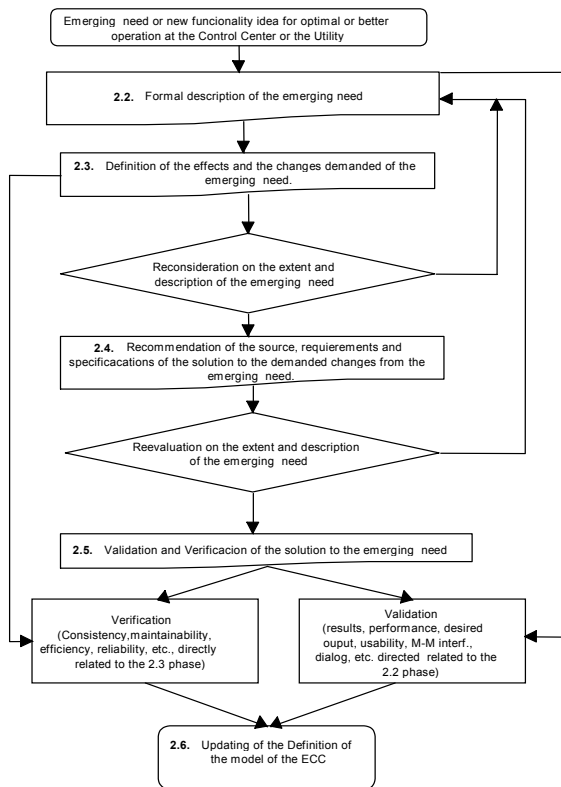 Emerging need or new funcionality idea for optimal or better
operation at the Control Center or the Utility
2.2. Formal description of the emerging need
2.3. Definition of the effects and the changes demanded of the
emerging need.
Reconsideration on the extent and
description of the emerging need
2.4. Recommendation of the source, requierements and
specificacations of the solution to the demanded changes from the
emerging need.
Reevaluation on the extent and description
of the emerging need
2.5. Validation and Verificacion of the solution to the emerging need
Verification
(Consistency,maintainability,
efficiency, reliability, etc., directly
related to the 2.3 phase)
Validation
(results, performance, desired
ouput, usability, M-M interf.,
dialog, etc. directed related to the
2.2 phase)
2.6. Updating of the Definition of
the model of the ECC